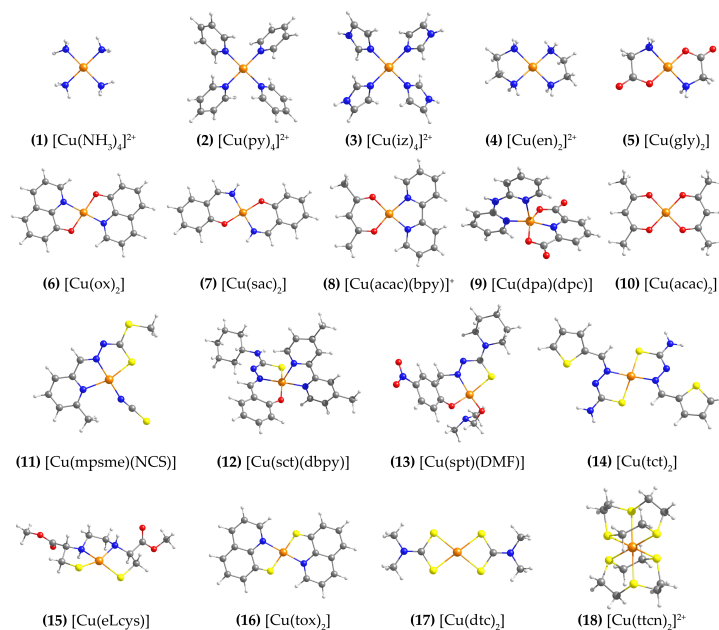 (1) [Cu(NH₃)₄]²⁺ (2) [Cu(py)₄]²⁺ (3) [Cu(iz)₄]²⁺ (4) [Cu(en)₂]²⁺ (5) [Cu(gly)₂]
(6) [Cu(ox)₂] (7) [Cu(sac)₂] (8) [Cu(acac)(bpy)]⁺ (9) [Cu(dpa)(dpc)] (10) [Cu(acac)₂]
(11) [Cu(mpsme)(NCS)] (12) [Cu(sct)(dbpy)] (13) [Cu(spt)(DMF)] (14) [Cu(tct)₂]
(15) [Cu(eLcys)] (16) [Cu(tox)₂] (17) [Cu(dtc)₂] (18) [Cu(ttcn)₂]²⁺